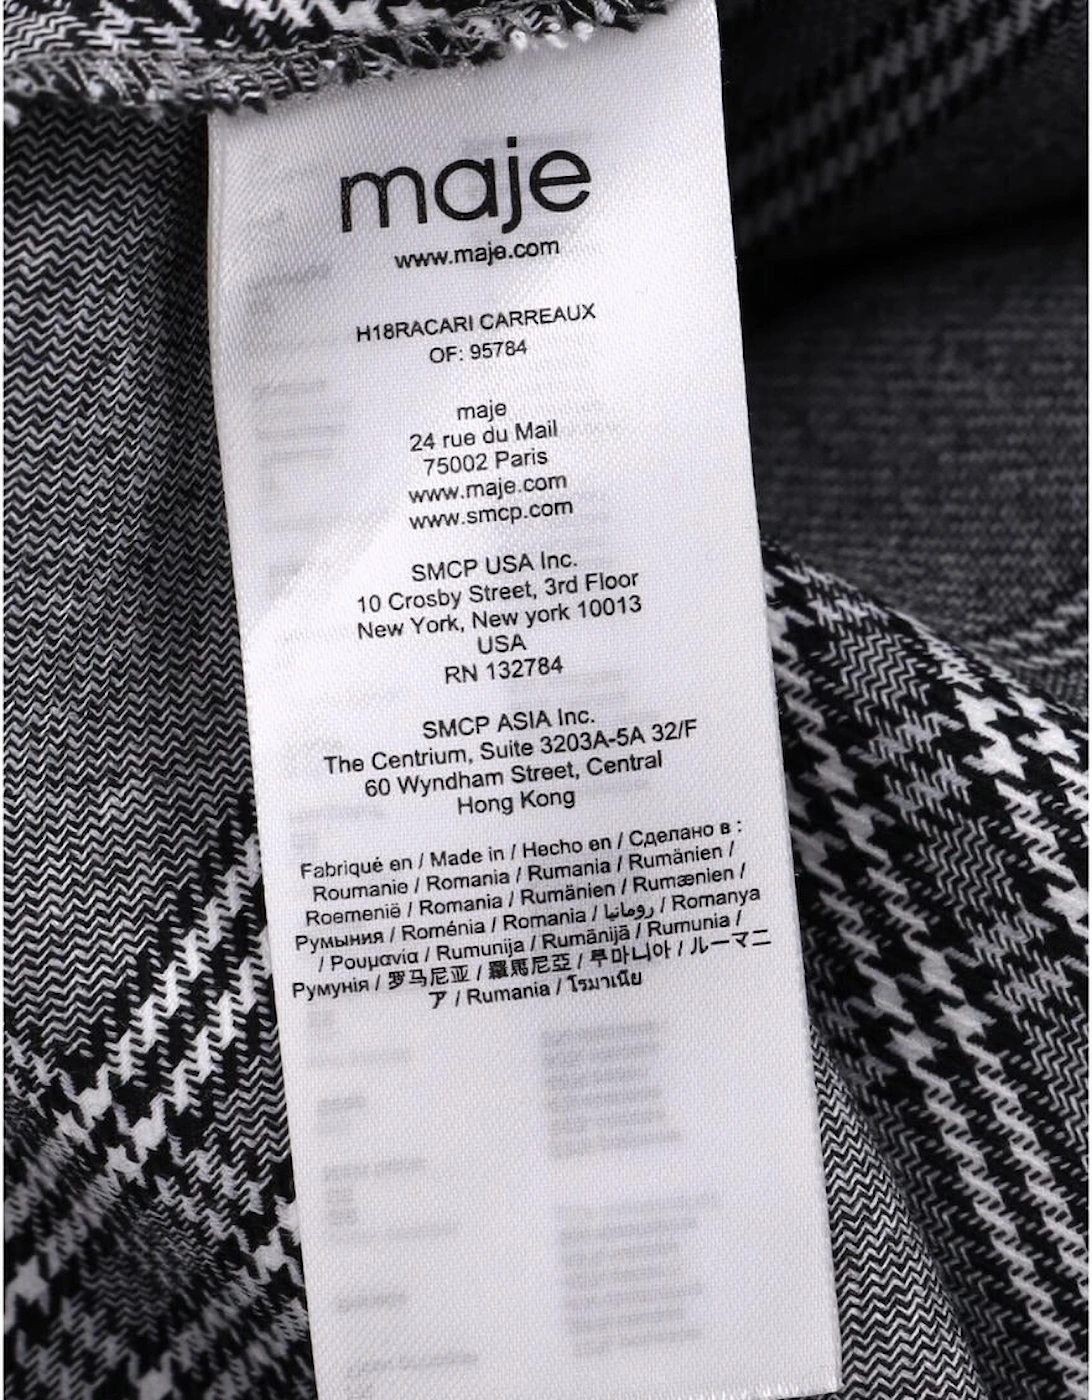 maje
www.maje.com
H18RACARI CARREAUX
OF: 95784
maje
24 rue du Mail
75002 Paris
www.maje.com
www.smcp.com
SMCP USA Inc.
10 Crosby Street, 3rd Floor
New York, New york 10013
USA
RN 132784
SMCP ASIA Inc.
The Centrium, Suite 3203A-5A 32/F
60 Wyndham Street, Central
Hong Kong
Fabriqué en / Made in / Hecho en / Сделано в :
Roumanie / Romania / Rumania / Rumänien /
Roemenië / Romania / Rumänien / Rumænien /
Румыния / Roménia / Romania / رومانيا / Romanya
/ Ρουμανία / Rumunija / Rumānijā / Rumunia /
Румунія / 罗马尼亚 / 羅馬尼亞 / 루마니아 / ルーマニ
ア / Rumania / โรมาเนีย